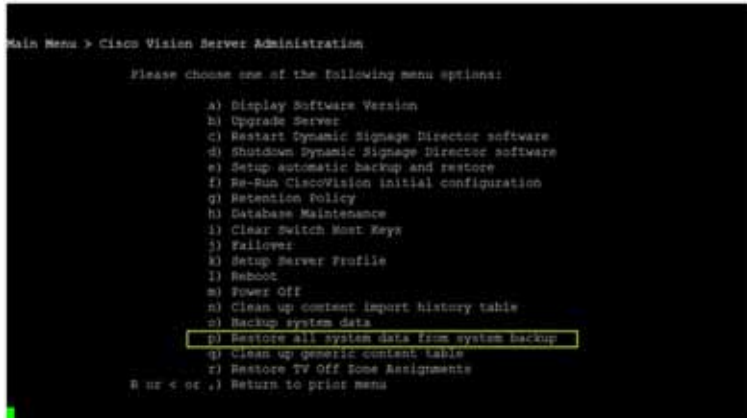 Main Menu > Cisco Vision Server Administration
Please choose one of the following menu options:
a) Display Software Version
b) Upgrade Server
c) Restart Dynamic Signage Director software
d) Shutdown Dynamic Signage Director software
e) Setup automatic backup and restore
f) Re-Run CiscoVision initial configuration
g) Retention Policy
h) Database Maintenance
i) Clear Switch Host Keys
j) Failover
k) Setup Server Profile
l) Reboot
m) Power Off
n) Clean up content import history table
o) Backup system data
p) Restore all system data from system backup
q) Clean up generic content table
r) Restore TV Off Zone Assignments
R or < or ,) Return to prior menu